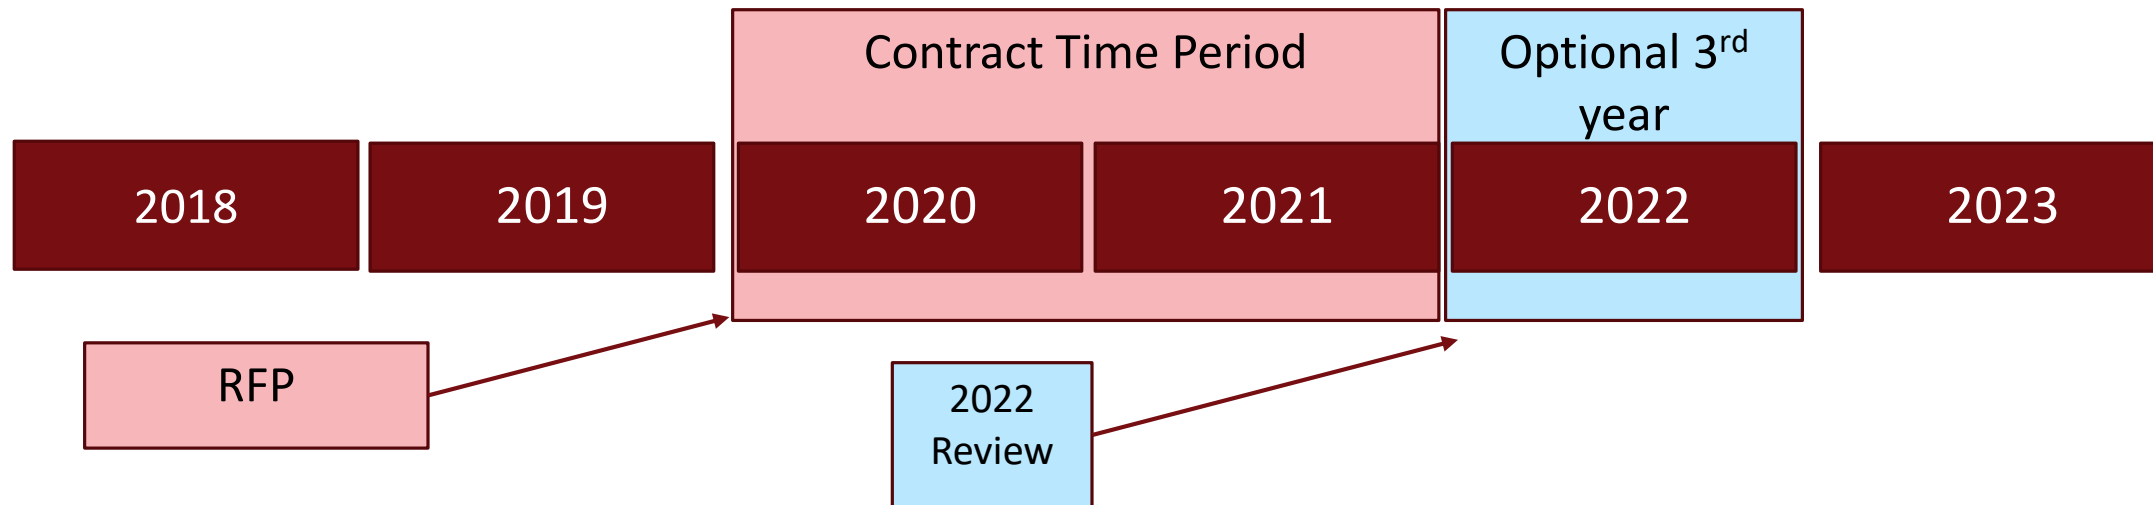 Contract Time Period
Optional 3rd
year
2018
2019
2020
2021
2022
2023
RFP
2022
Review